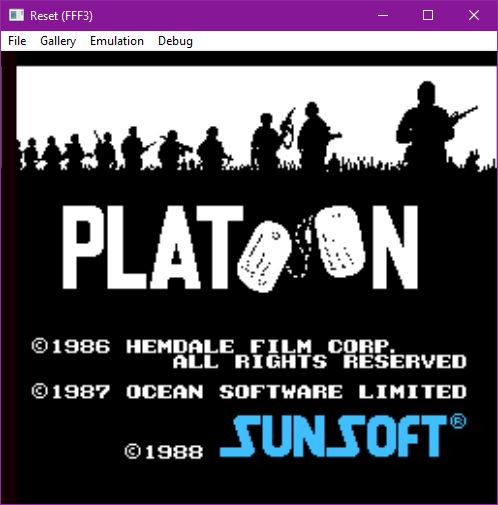 Reset (FFF3)
File Gallery Emulation Debug
PLATOON
©1986 HEMDALE FILM CORP.
ALL RIGHTS RESERVED
©1987 OCEAN SOFTWARE LIMITED
©1988 SUNSOFT®